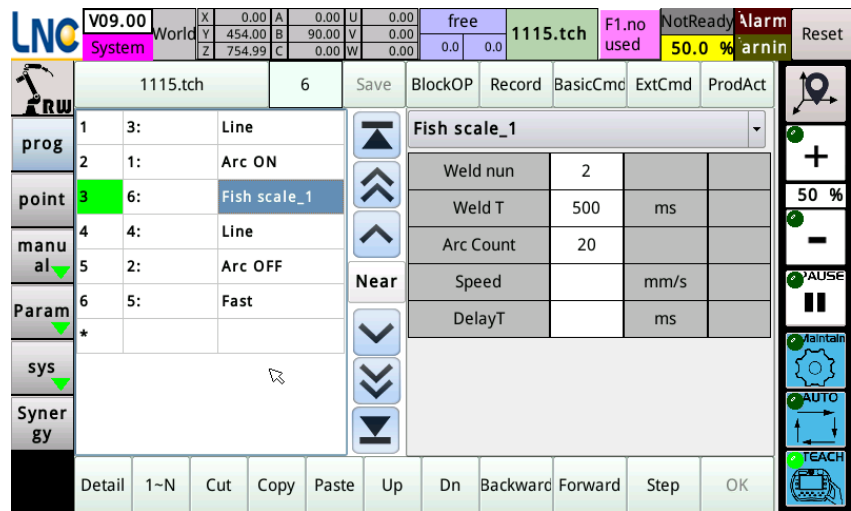 LNC V09.00 System World X 0.00 A 0.00 U 0.00 free 1115.tch F1.no used NotReady Alarm Reset
Y 454.00 B 90.00 V 0.00
Z 754.99 C 0.00 W 0.00 0.0 0.0 50.0 % arnin
RW 1115.tch 6 Save BlockOP Record BasicCmd ExtCmd ProdAct
prog
point
manu
al
Param
sys
Syner
gy
1 3: Line
2 1: Arc ON
3 6: Fish scale_1
4 4: Line
5 2: Arc OFF
6 5: Fast
*
Near
Fish scale_1
Weld nun 2
Weld T 500 ms
Arc Count 20
Speed mm/s
DelayT ms
+
50 %
-
PAUSE
Maintain
AUTO
TEACH
Detail 1~N Cut Copy Paste Up Dn Backward Forward Step OK